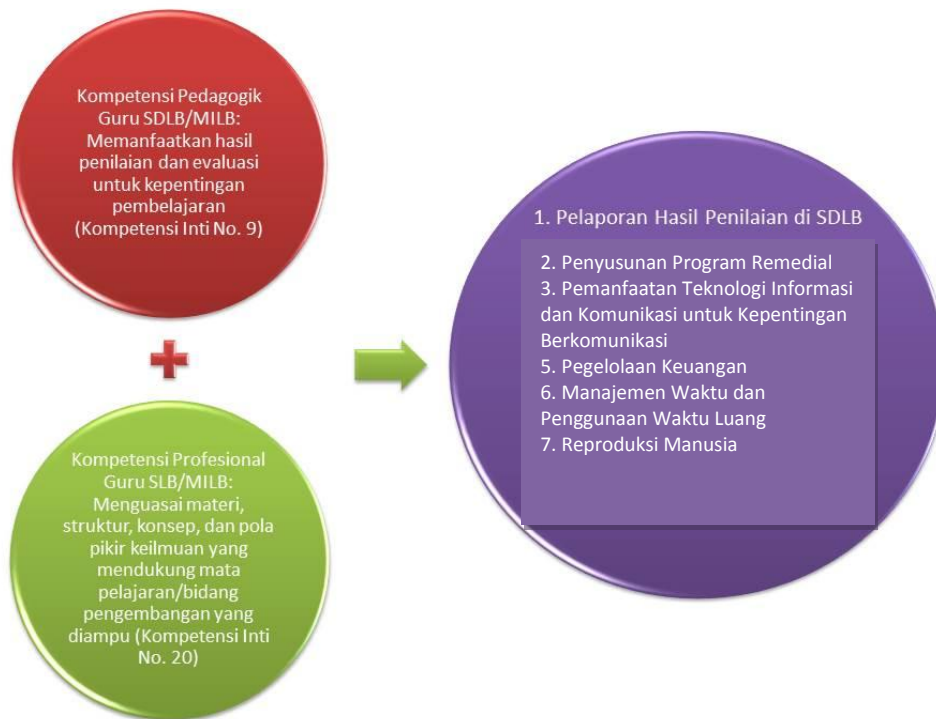 Kompetensi Pedagogik
Guru SDLB/MILB:
Memanfaatkan hasil
penilaian dan evaluasi
untuk kepentingan
pembelajaran
(Kompetensi Inti No. 9)
Kompetensi Profesional
Guru SLB/MILB:
Menguasai materi,
struktur, konsep, dan pola
pikir keilmuan yang
mendukung mata
pelajaran/bidang
pengembangan yang
diampu (Kompetensi Inti
No. 20)
1. Pelaporan Hasil Penilaian di SDLB
2. Penyusunan Program Remedial
3. Pemanfaatan Teknologi Informasi
dan Komunikasi untuk Kepentingan
Berkomunikasi
5. Pegelolaan Keuangan
6. Manajemen Waktu dan
Penggunaan Waktu Luang
7. Reproduksi Manusia